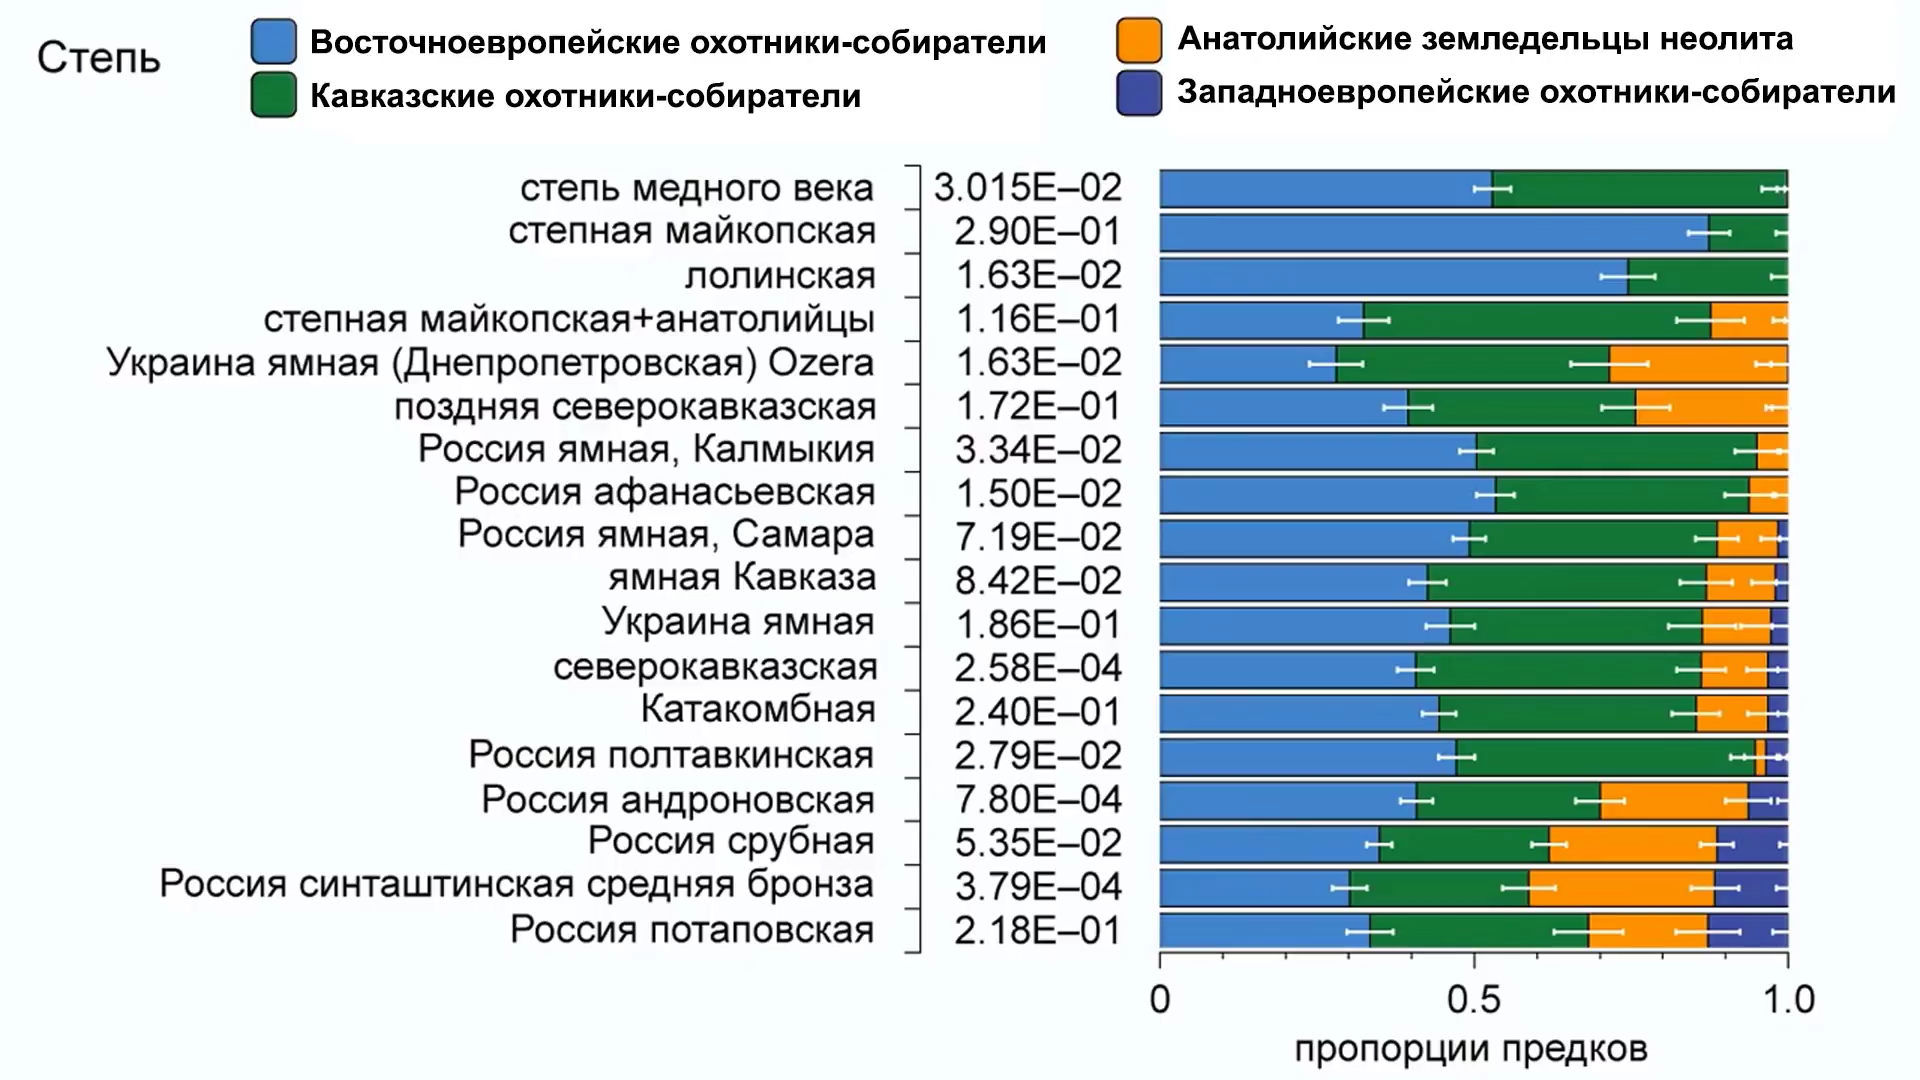 Степь
Восточноевропейские охотники-собиратели
Кавказские охотники-собиратели
Анатолийские земледельцы неолита
Западноевропейские охотники-собиратели
степь медного века 3.015E–02
степная майкопская 2.90E–01
лолинская 1.63E–02
степная майкопская+анатолийцы 1.16E–01
Украина ямная (Днепропетровская) Ozera 1.63E–02
поздняя северокавказская 1.72E–01
Россия ямная, Калмыкия 3.34E–02
Россия афанасьевская 1.50E–02
Россия ямная, Самара 7.19E–02
ямная Кавказа 8.42E–02
Украина ямная 1.86E–01
северокавказская 2.58E–04
Катакомбная 2.40E–01
Россия полтавкинская 2.79E–02
Россия андроновская 7.80E–04
Россия срубная 5.35E–02
Россия синташтинская средняя бронза 3.79E–04
Россия потаповская 2.18E–01
0 0.5 1.0
пропорции предков